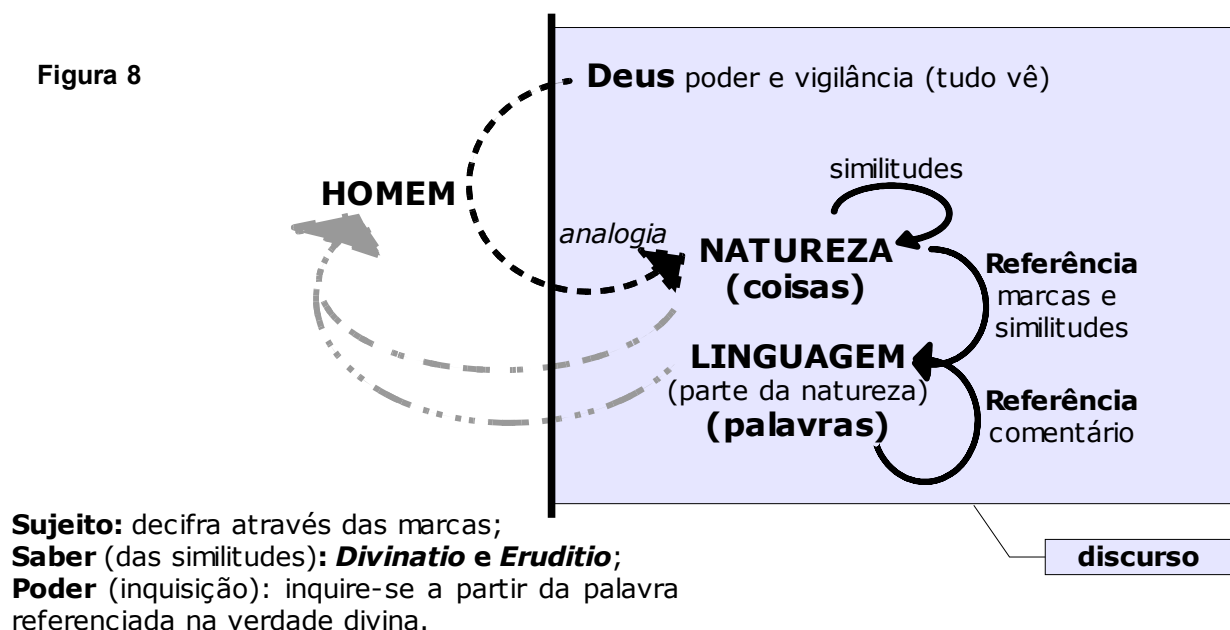 Figura 8
Deus poder e vigilância (tudo vê)
similitudes
HOMEM
analogia
NATUREZA
(coisas)
Referência
marcas e
similitudes
LINGUAGEM
(parte da natureza)
(palavras)
Referência
comentário
Sujeito: decifra através das marcas;
Saber (das similitudes): Divinatio e Eruditio;
Poder (inquisição): inquire-se a partir da palavra
referenciada na verdade divina.
discurso